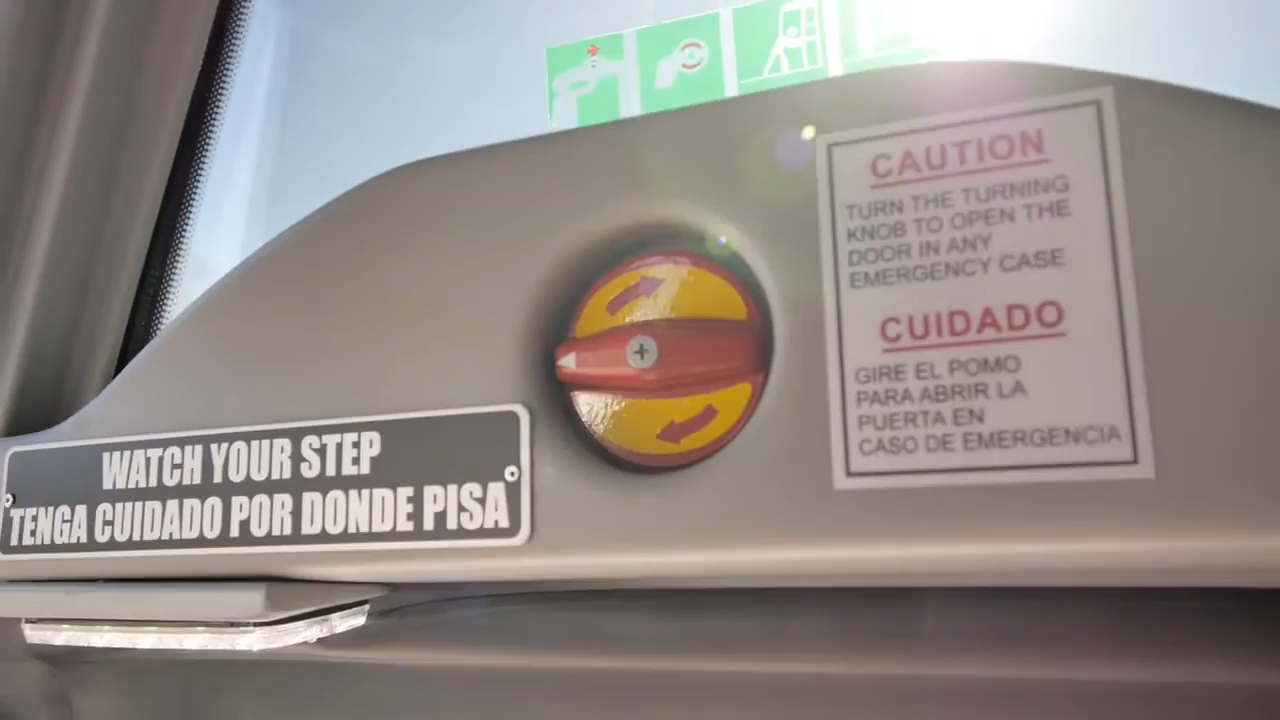 WATCH YOUR STEP
TENGA CUIDADO POR DONDE PISA
CAUTION
TURN THE TURNING
KNOB TO OPEN THE
DOOR IN ANY
EMERGENCY CASE
CUIDADO
GIRE EL POMO
PARA ABRIR LA
PUERTA EN
CASO DE EMERGENCIA